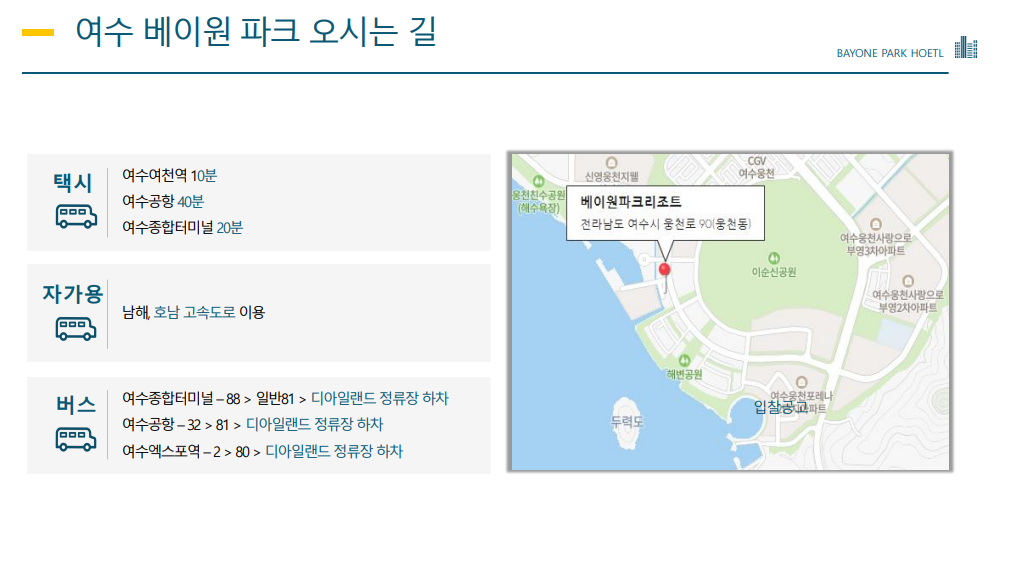 여수 베이원 파크 오시는 길
BAYONE PARK HOETL
택시
여수여천역 10분
여수공항 40분
여수종합터미널 20분
자가용
남해, 호남 고속도로 이용
버스
여수종합터미널 – 88 > 일반81 > 디아일랜드 정류장 하차
여수공항 – 32 > 81 > 디아일랜드 정류장 하차
여수엑스포역 – 2 > 80 > 디아일랜드 정류장 하차
신영웅천지웰
CGV
여수웅천
웅천친수공원
(해수욕장)
베이원파크리조트
전라남도 여수시 웅천로 90(웅천동)
여수웅천사랑으로
부영3차아파트
이순신공원
여수웅천사랑으로
부영2차아파트
해변공원
여수웅천포레나
입찰공고
아파트
두력도